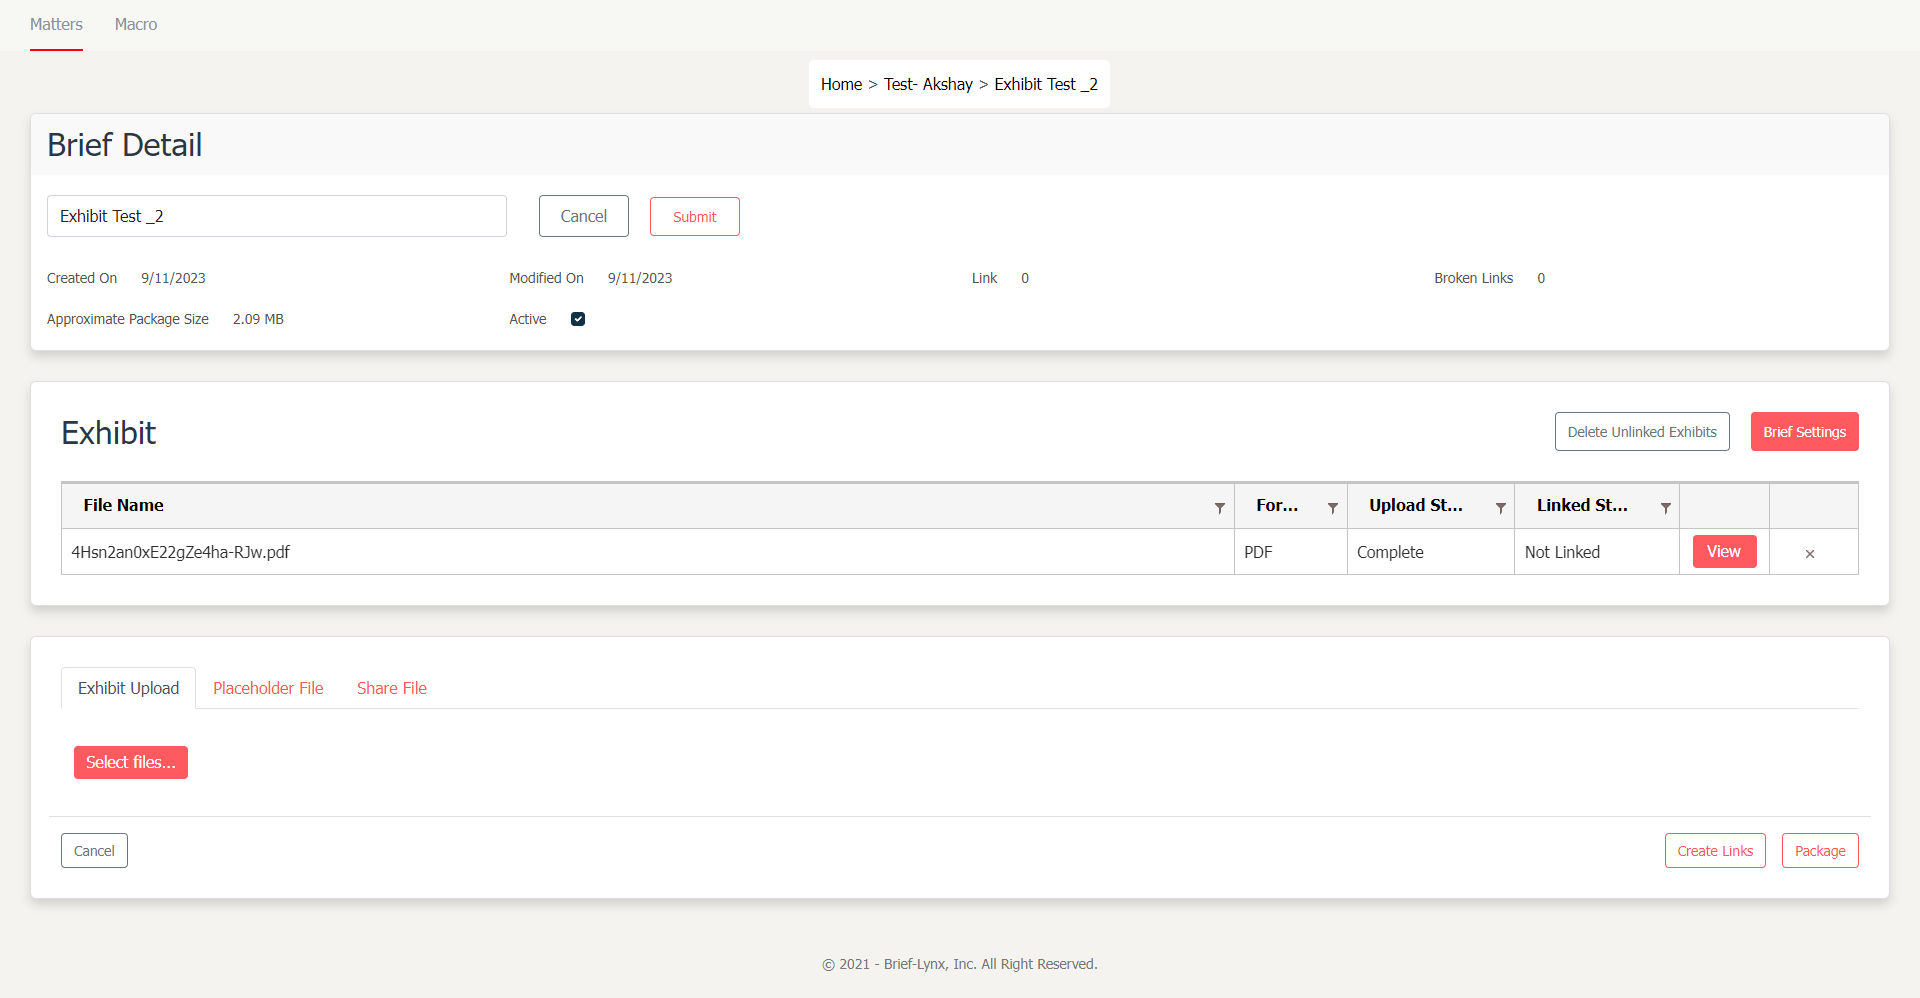 Matters Macro
Home > Test- Akshay > Exhibit Test _2
Brief Detail
Exhibit Test _2 Cancel Submit
Created On 9/11/2023 Modified On 9/11/2023 Link 0 Broken Links 0
Approximate Package Size 2.09 MB Active
Exhibit Delete Unlinked Exhibits Brief Settings
File Name For... Upload St... Linked St...
4Hsn2an0xE22gZe4ha-RJw.pdf PDF Complete Not Linked View ×
Exhibit Upload Placeholder File Share File
Select files...
Cancel Create Links Package
© 2021 - Brief-Lynx, Inc. All Right Reserved.